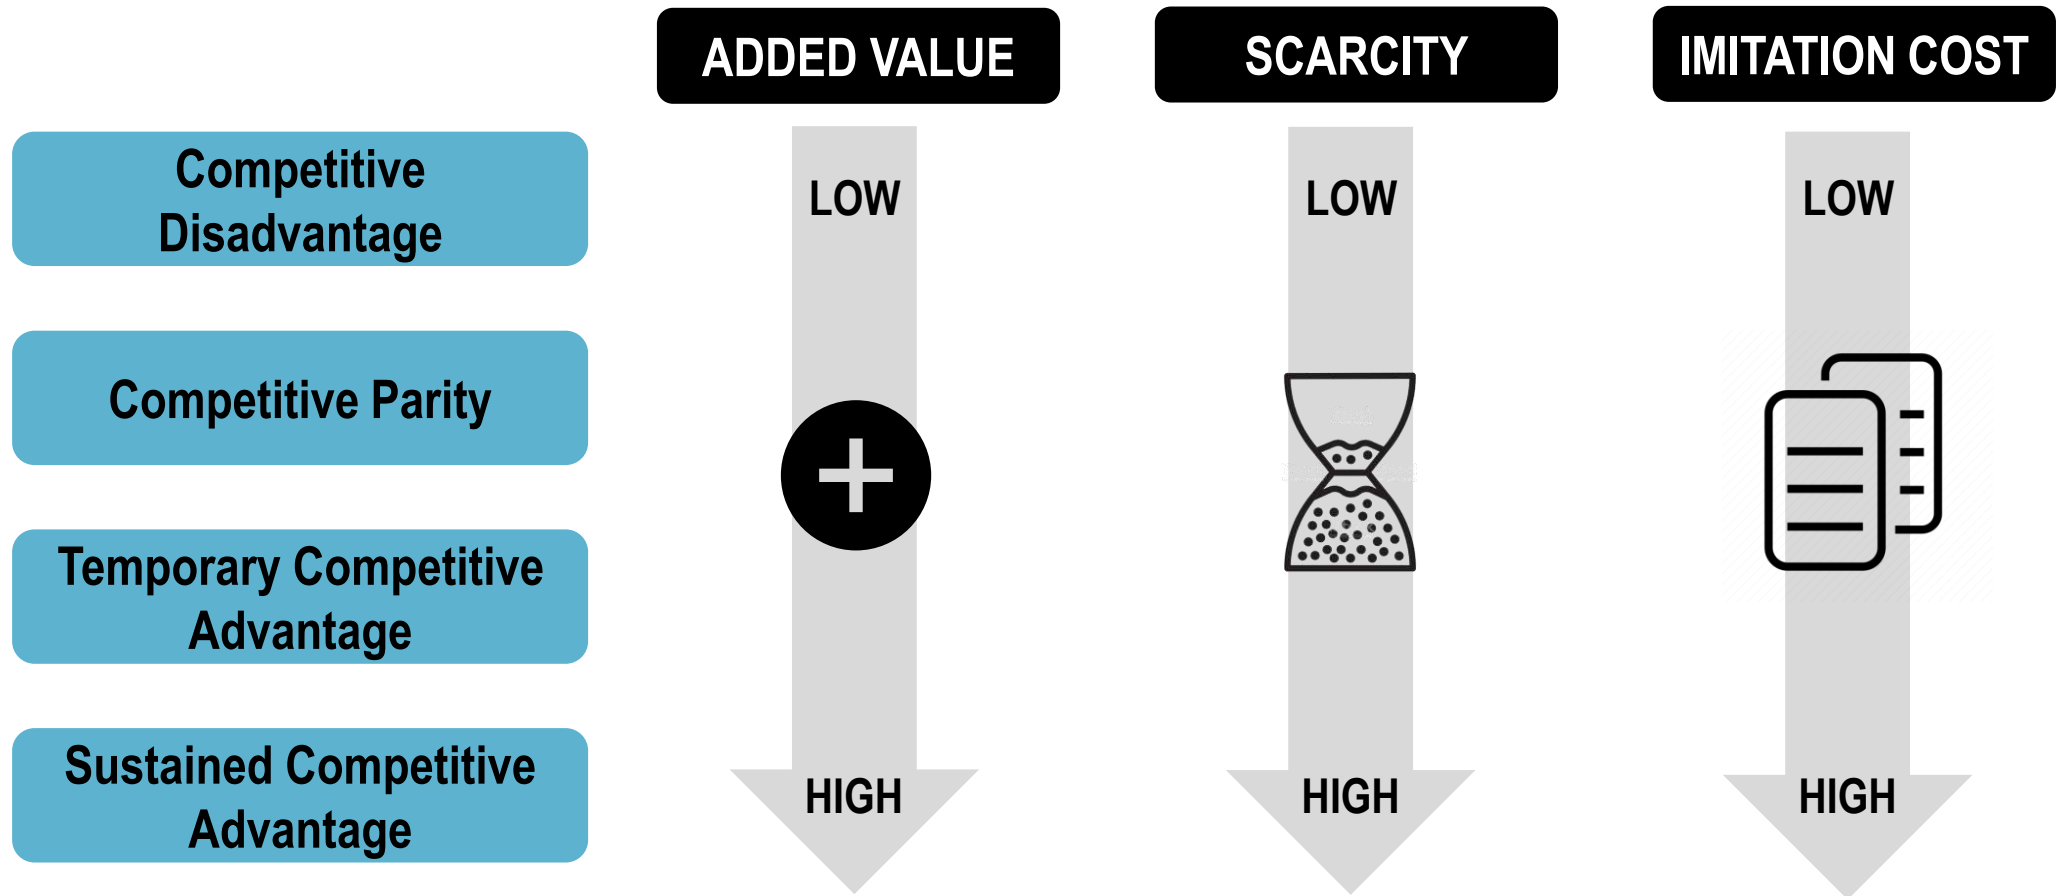 ADDED VALUE
SCARCITY
IMITATION COST
Competitive
Disadvantage
LOW
LOW
LOW
Competitive Parity
Temporary Competitive
Advantage
Sustained Competitive
Advantage
HIGH
HIGH
HIGH